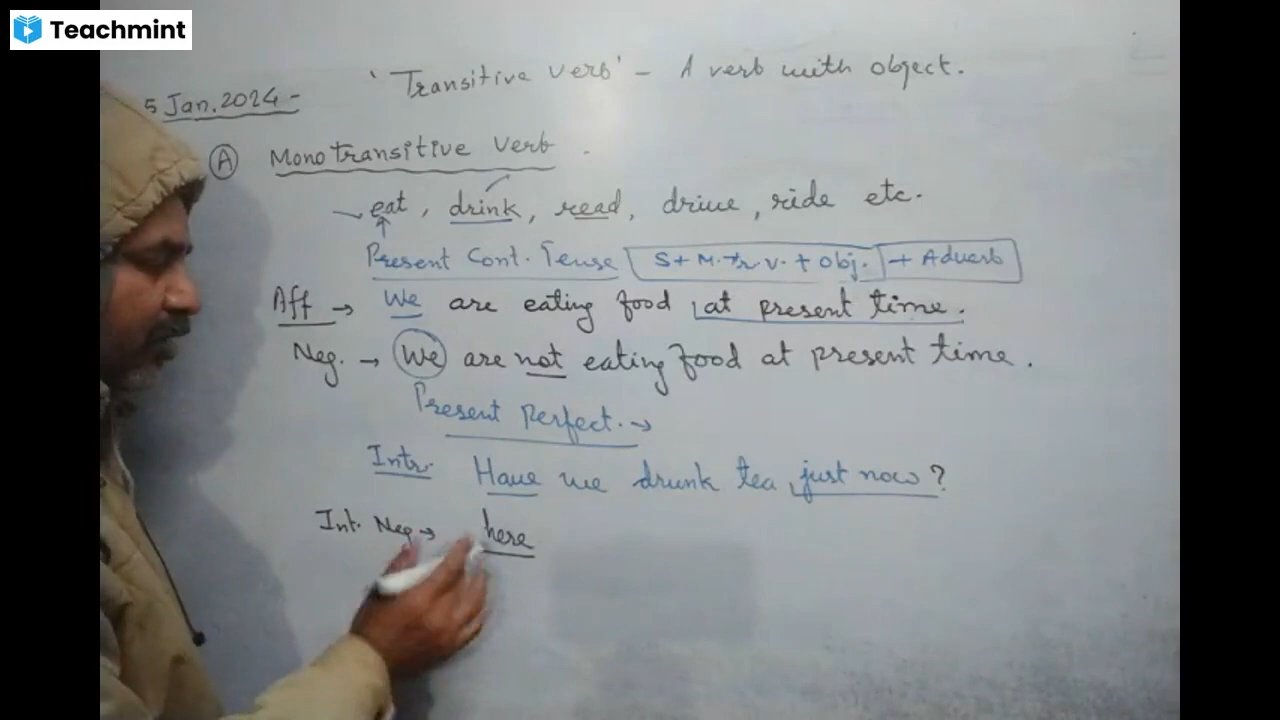 Teachmint
'Transitive Verb' - A verb with object.
5 Jan. 2024 -
A Monotransitive Verb
eat, drink, read, drive, ride etc.
Present Cont. Tense S + M. Tr. V. + Obj. + Adverb
Aff → We are eating food at present time.
Neg. → We are not eating food at present time.
Present Perfect. →
Intr. Have we drunk tea just now?
Int. Neg → here